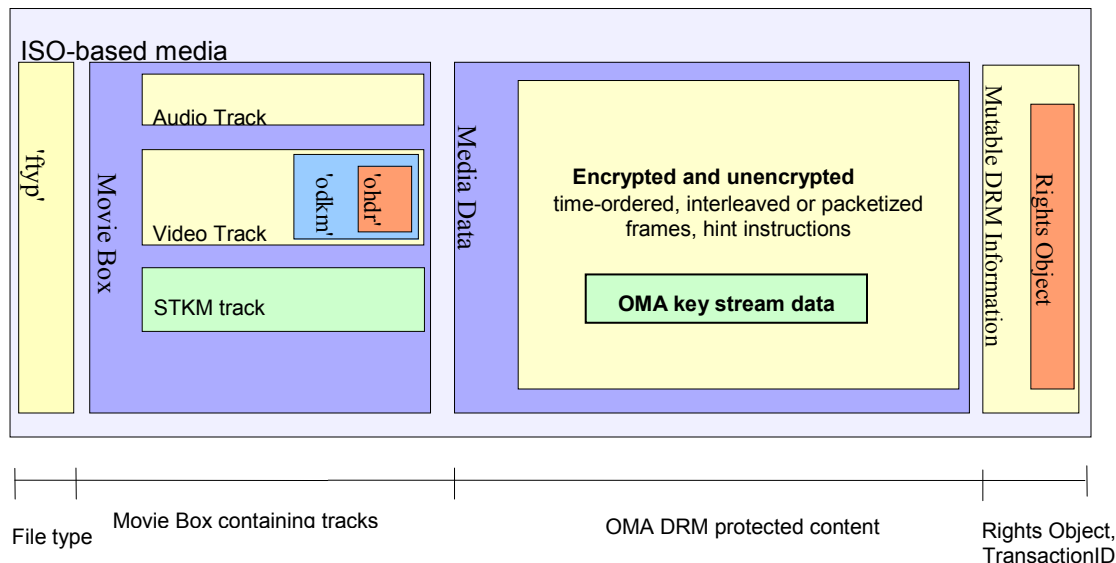 ISO-based media
'ftyp'
Movie Box
Audio Track
Video Track
'odkm'
'ohdr'
STKM track
Media Data
Encrypted and unencrypted
time-ordered, interleaved or packetized
frames, hint instructions
OMA key stream data
Mutable DRM Information
Rights Object
File type
Movie Box containing tracks
OMA DRM protected content
Rights Object,
TransactionID